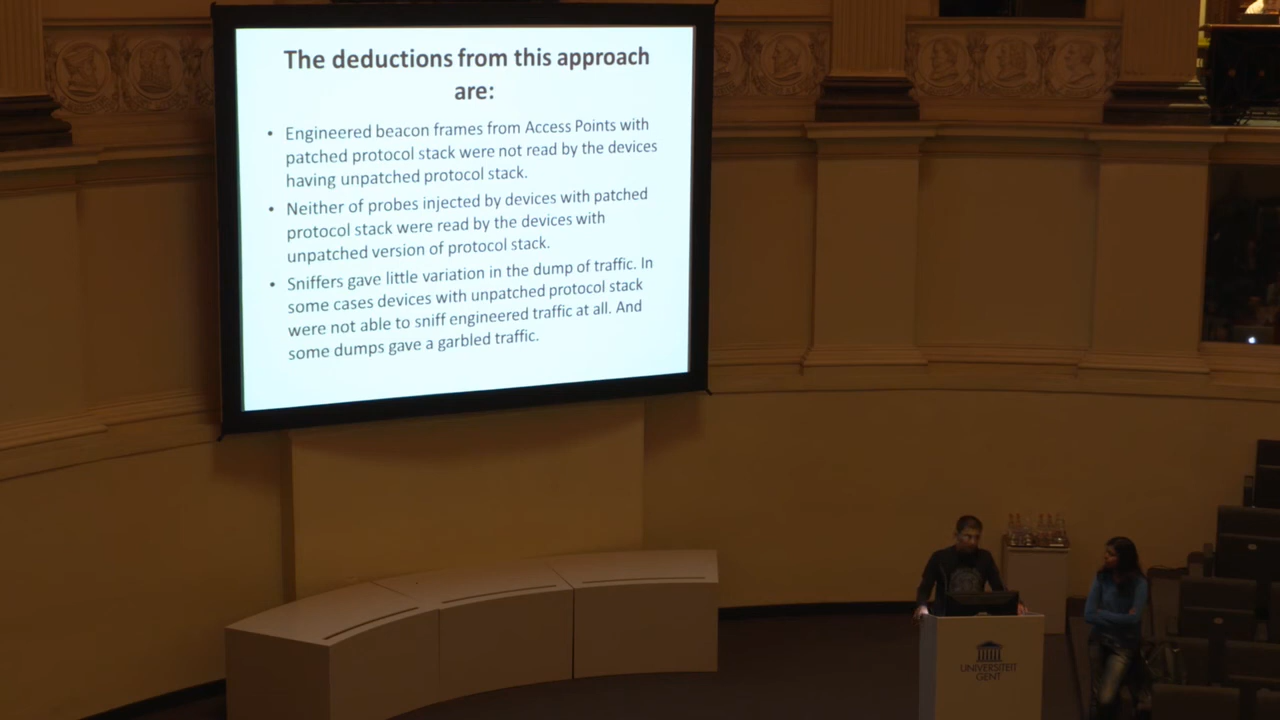 The deductions from this approach
are:
• Engineered beacon frames from Access Points with
patched protocol stack were not read by the devices
having unpatched protocol stack.
• Neither of probes injected by devices with patched
protocol stack were read by the devices with
unpatched version of protocol stack.
• Sniffers gave little variation in the dump of traffic. In
some cases devices with unpatched protocol stack
were not able to sniff engineered traffic at all. And
some dumps gave a garbled traffic.
UNIVERSITEIT
GENT